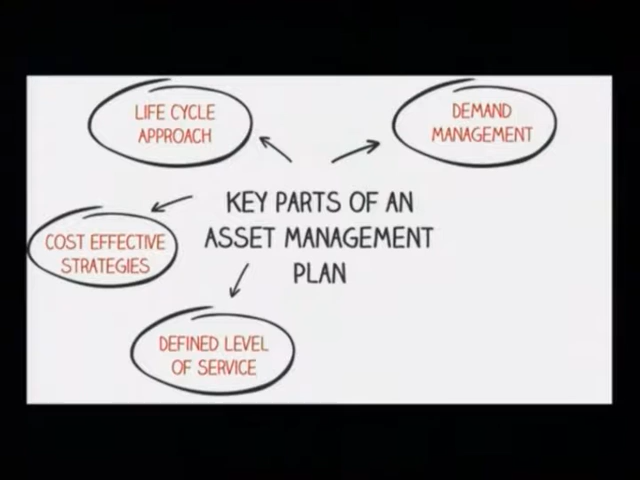 LIFE CYCLE
APPROACH
DEMAND
MANAGEMENT
KEY PARTS OF AN
ASSET MANAGEMENT
PLAN
COST EFFECTIVE
STRATEGIES
DEFINED LEVEL
OF SERVICE